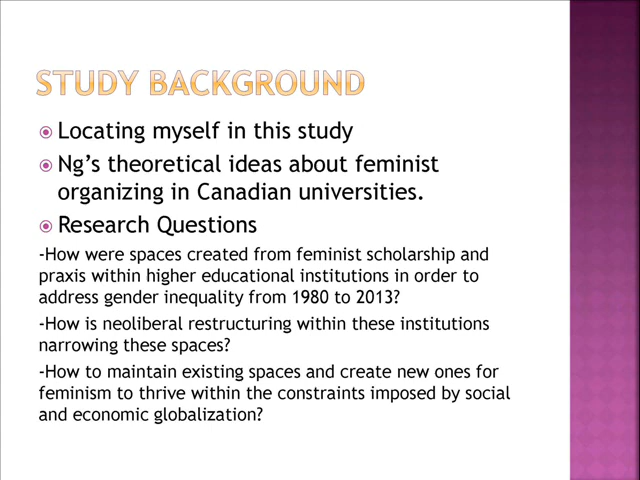 STUDY BACKGROUND
Locating myself in this study
Ng's theoretical ideas about feminist
organizing in Canadian universities.
Research Questions
-How were spaces created from feminist scholarship and
praxis within higher educational institutions in order to
address gender inequality from 1980 to 2013?
-How is neoliberal restructuring within these institutions
narrowing these spaces?
-How to maintain existing spaces and create new ones for
feminism to thrive within the constraints imposed by social
and economic globalization?